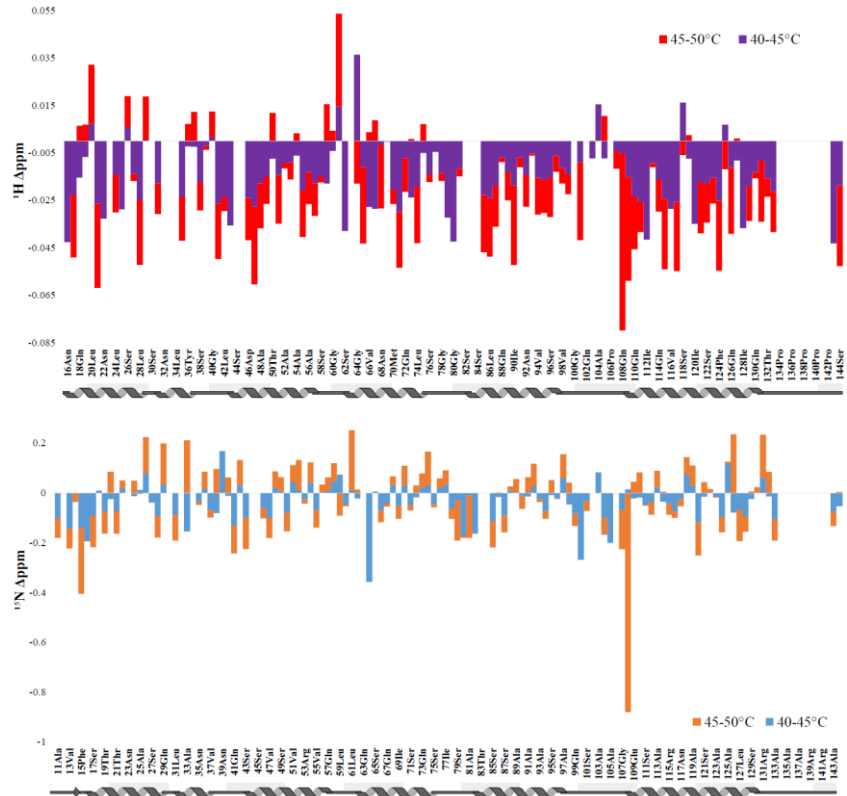 0.055
45-50°C 40-45°C
0.035
0.015
-0.005
-0.025
-0.045
-0.065
-0.085
¹H Δppm
16Asn 18Gln 20Leu 22Asn 24Leu 26Ser 28Leu 30Ser 32Asn 34Leu 36Tyr 38Ser 40Gly 42Leu 44Ser 46Asp 48Ala 50Thr 52Ala 54Ala 56Ala 58Ser 60Gly 62Ser 64Gly 66Val 68Asn 70Met 72Gln 74Leu 76Ser 78Gly 80Gly 82Ser 84Ser 86Leu 88Gln 90Ile 92Asn 94Val 96Ser 98Val 100Gly 102Gln 104Ala 106Pro 108Gln 110Gln 112Ile 114Gln 116Val 118Ser 120Ile 122Ser 124Phe 126Gln 128Ile 130Gln 132Thr 134Pro 136Pro 138Pro 140Pro 142Pro 144Ser
0.2
0
-0.2
-0.4
-0.6
-0.8
-1
¹⁵N Δppm
45-50°C 40-45°C
11Ala 13Val 15Phe 17Ser 19Thr 21Thr 23Asn 25Ala 27Ser 29Gln 31Leu 33Ala 35Asn 37Val 39Asn 41Gln 43Ser 45Ser 47Val 49Ser 51Val 53Arg 55Val 57Gln 59Leu 61Leu 63Gln 65Ser 67Gln 69Ile 71Ser 73Gln 75Ser 77Ile 79Ser 81Ala 83Thr 85Ser 87Ser 89Ala 91Ala 93Ala 95Ser 97Ala 99Gln 101Ser 103Ala 105Ala 107Gly 109Glu 111Ser 113Ala 115Arg 117Asn 119Ala 121Ser 123Ala 125Ala 127Leu 129Ser 131Arg 133Ala 135Ala 137Ala 139Arg 141Arg 143Ala